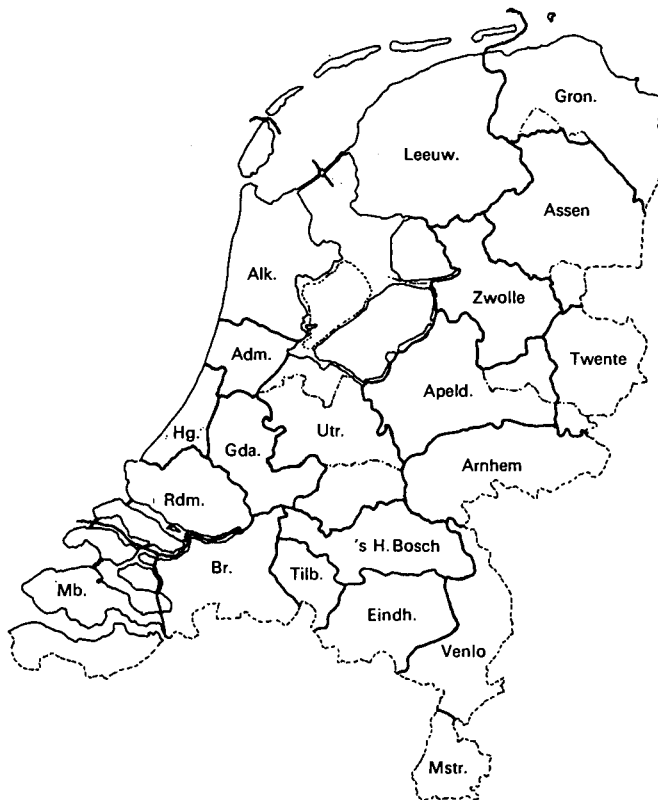 Gron.
Leeuw.
Assen
Alk.
Zwolle
Adm.
Twente
Apeld.
Hg.
Gda.
Utr.
Arnhem
Rdm.
's H. Bosch
Br.
Tilb.
Mb.
Eindh.
Venlo
Mstr.